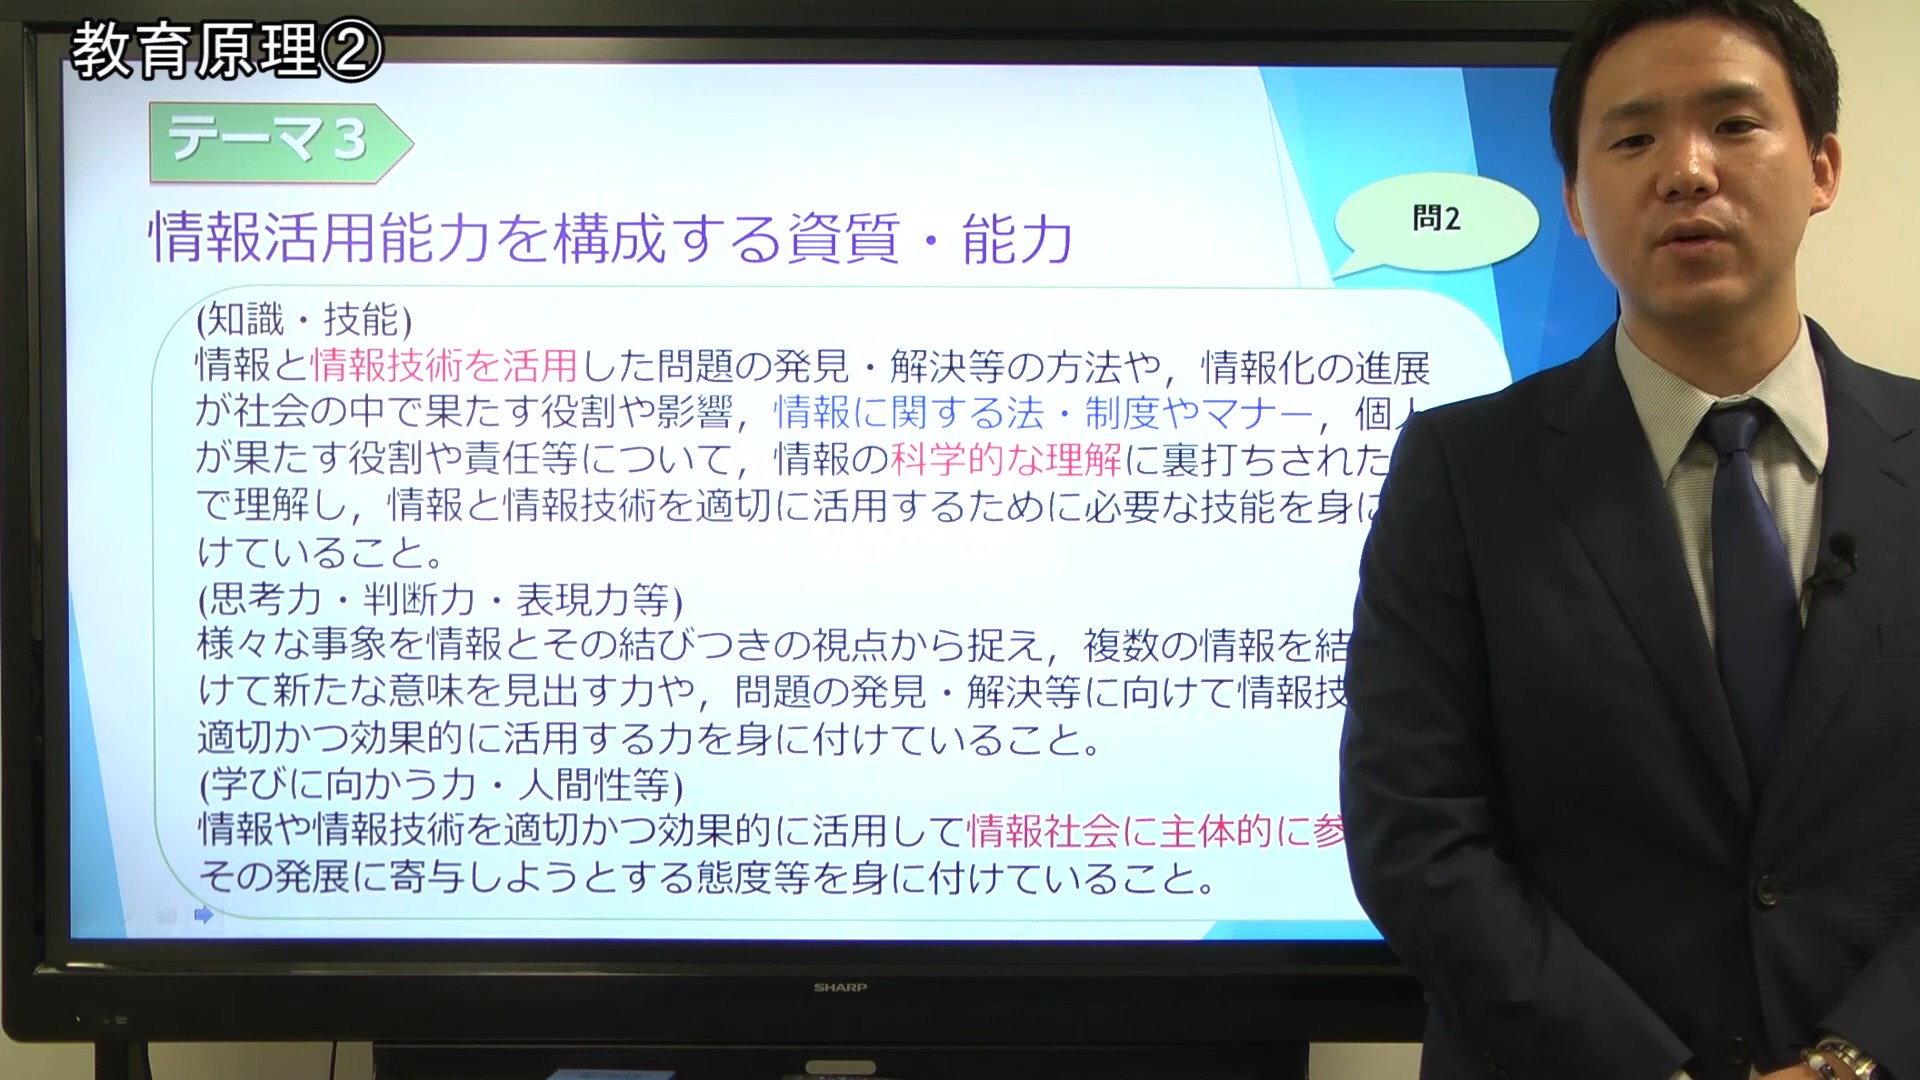 教育原理②
テーマ3
情報活用能力を構成する資質・能力
問2
(知識・技能)
情報と情報技術を活用した問題の発見・解決等の方法や，情報化の進展
が社会の中で果たす役割や影響，情報に関する法・制度やマナー，個人
が果たす役割や責任等について，情報の科学的な理解に裏打ちされた
で理解し，情報と情報技術を適切に活用するために必要な技能を身に
けていること。
(思考力・判断力・表現力等)
様々な事象を情報とその結びつきの視点から捉え，複数の情報を結
けて新たな意味を見出す力や，問題の発見・解決等に向けて情報技
適切かつ効果的に活用する力を身に付けていること。
(学びに向かう力・人間性等)
情報や情報技術を適切かつ効果的に活用して情報社会に主体的に参
その発展に寄与しようとする態度等を身に付けていること。
SHARP